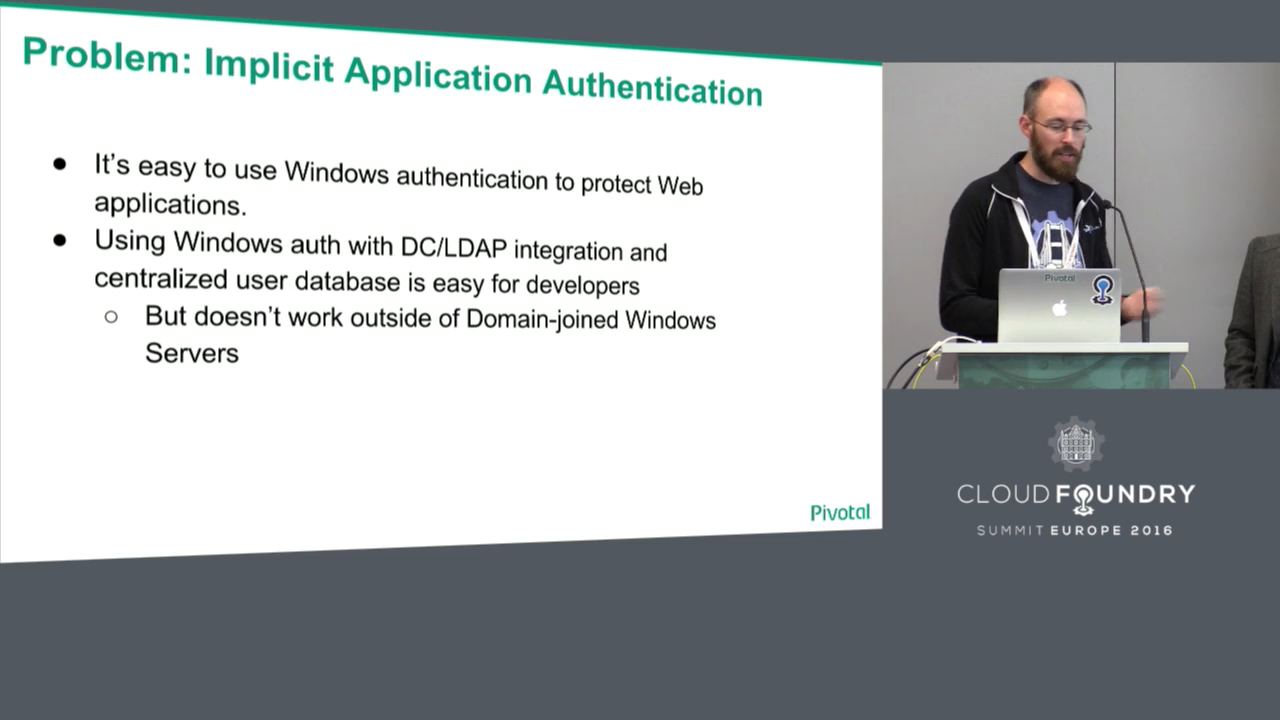 Problem: Implicit Application Authentication
● It’s easy to use Windows authentication to protect Web
applications.
● Using Windows auth with DC/LDAP integration and
centralized user database is easy for developers
○ But doesn’t work outside of Domain-joined Windows
Servers
Pivotal
Pivotal
CLOUD FOUNDRY
SUMMIT EUROPE 2016